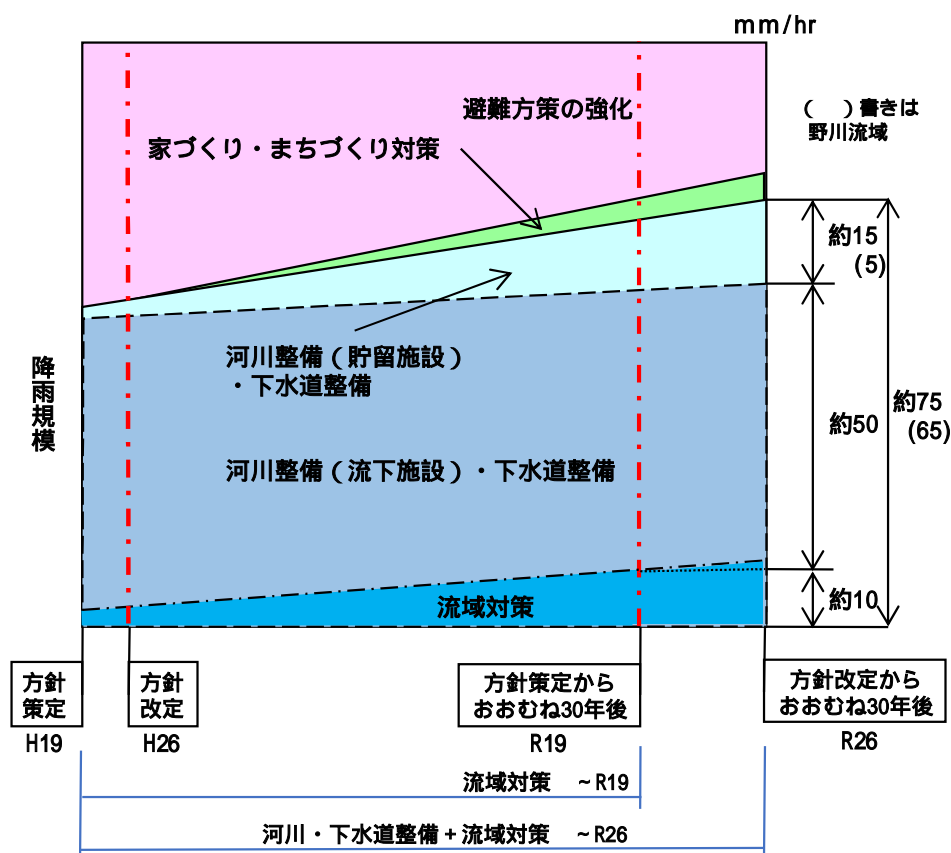 mm/hr
( )書きは
野川流域
避難方策の強化
家づくり・まちづくり対策
約15
(5)
河川整備(貯留施設)
・下水道整備
降雨規模
約75
(65)
約50
河川整備(流下施設)・下水道整備
流域対策
約10
方針
策定
方針
改定
方針策定から
おおむね30年後
方針改定から
おおむね30年後
H19
H26
R19
R26
流域対策 ~R19
河川・下水道整備+流域対策 ~R26